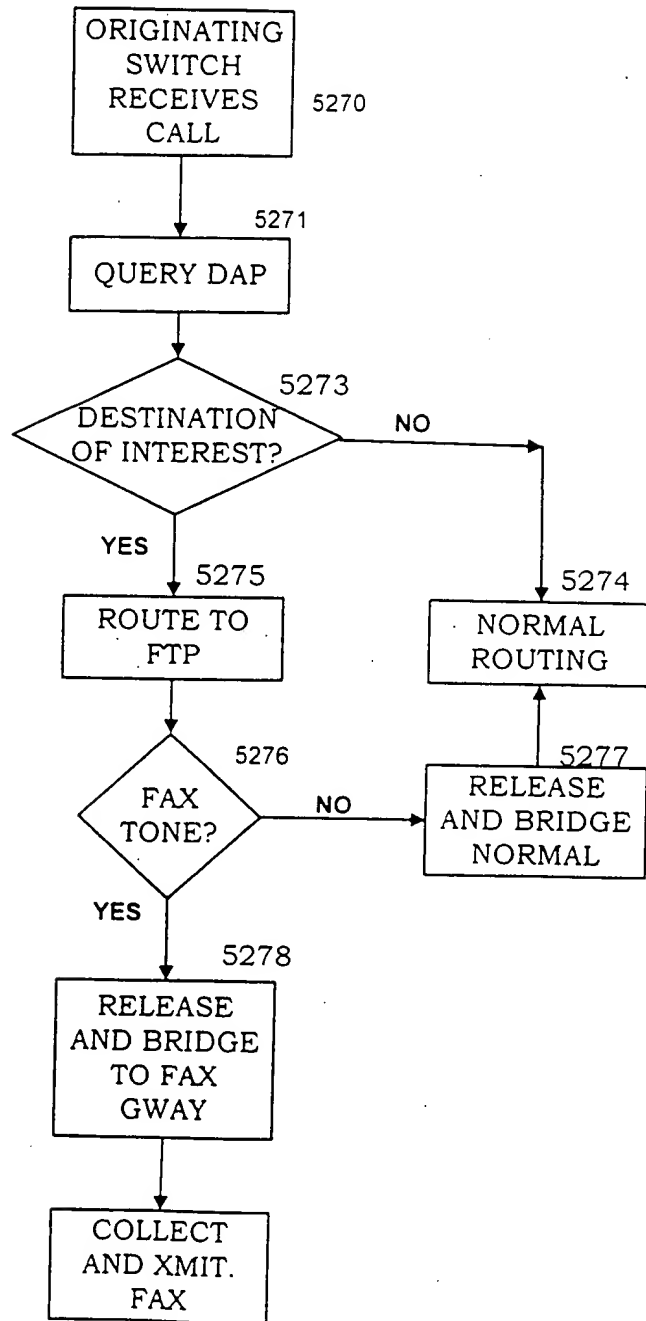 ORIGINATING
SWITCH
RECEIVES
CALL
5270
5271
QUERY DAP
5273
DESTINATION
OF INTEREST?
NO
YES
5275
ROUTE TO
FTP
5274
NORMAL
ROUTING
5276
FAX
TONE?
NO
5277
RELEASE
AND BRIDGE
NORMAL
YES
5278
RELEASE
AND BRIDGE
TO FAX
GWAY
COLLECT
AND XMIT.
FAX